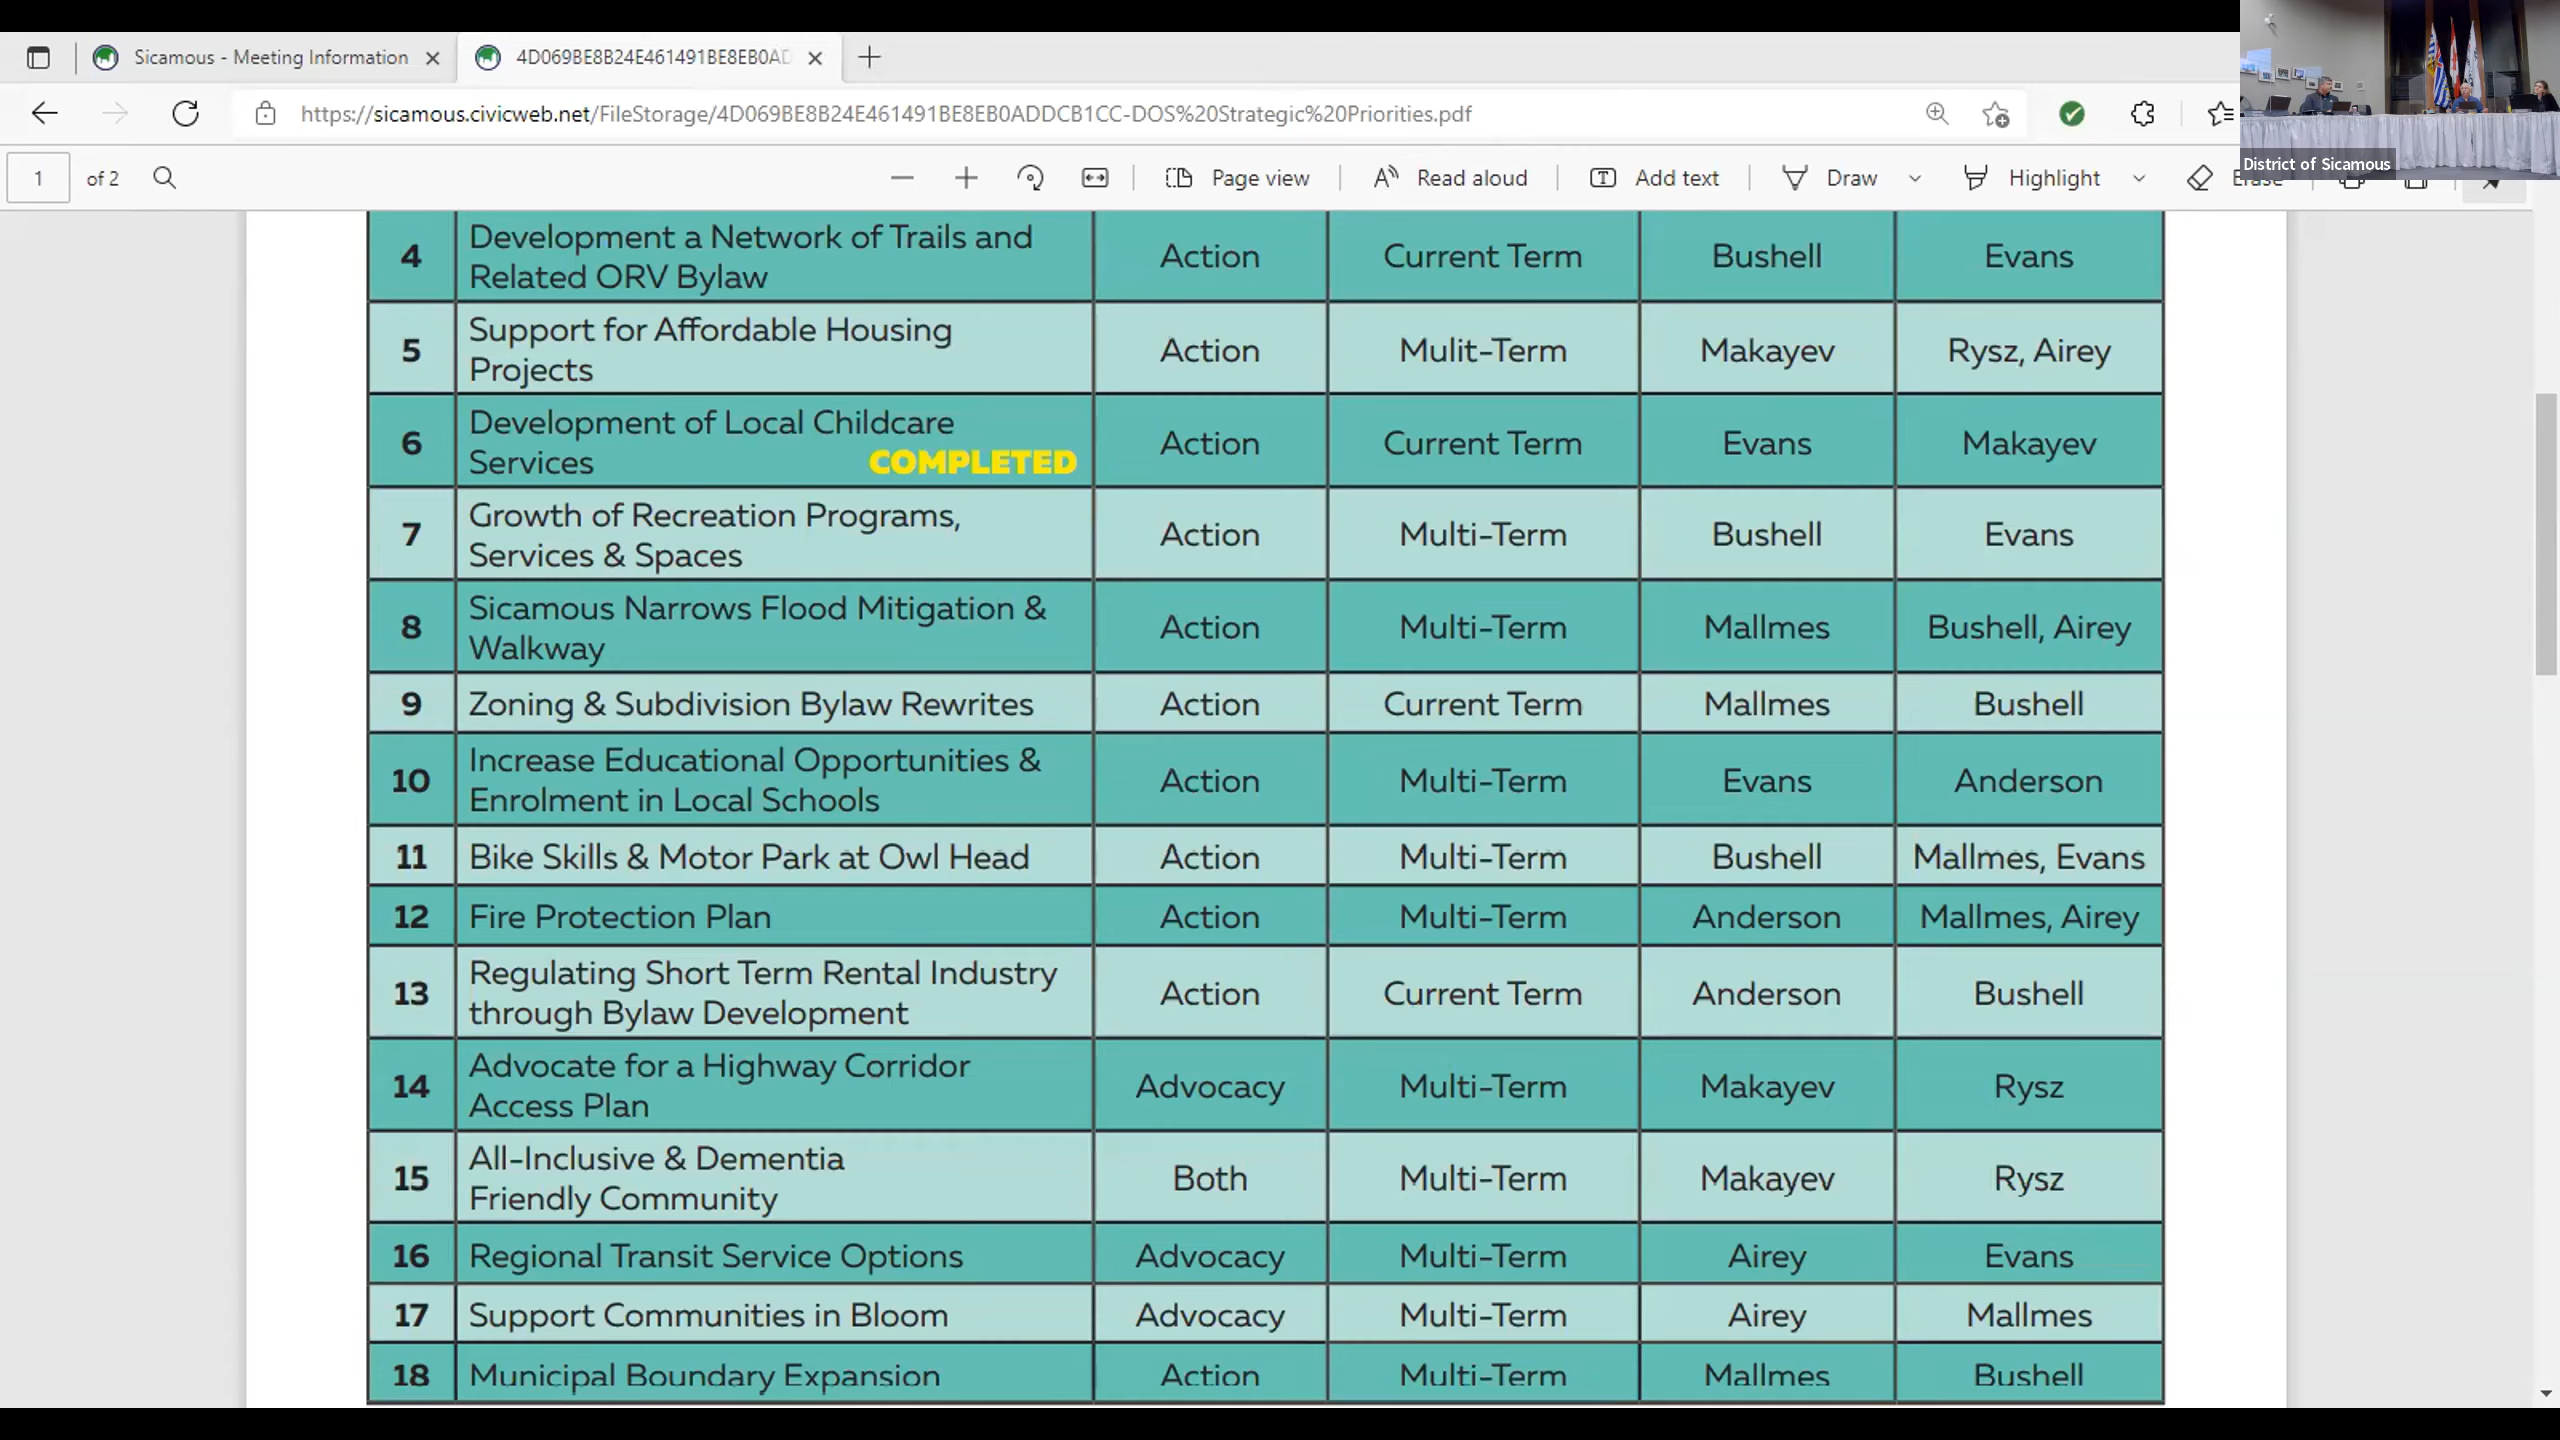 Sicamous - Meeting Information
4D069BE8B24E461491BE8EB0AD
https://sicamous.civicweb.net/FileStorage/4D069BE8B24E461491BE8EB0ADDCB1CC-DOS%20Strategic%20Priorities.pdf
District of Sicamous
1 of 2 Page view Read aloud Add text Draw Highlight Erase
4 Development a Network of Trails and Related ORV Bylaw Action Current Term Bushell Evans
5 Support for Affordable Housing Projects Action Mulit-Term Makayev Rysz, Airey
6 Development of Local Childcare Services COMPLETED Action Current Term Evans Makayev
7 Growth of Recreation Programs, Services & Spaces Action Multi-Term Bushell Evans
8 Sicamous Narrows Flood Mitigation & Walkway Action Multi-Term Mallmes Bushell, Airey
9 Zoning & Subdivision Bylaw Rewrites Action Current Term Mallmes Bushell
10 Increase Educational Opportunities & Enrolment in Local Schools Action Multi-Term Evans Anderson
11 Bike Skills & Motor Park at Owl Head Action Multi-Term Bushell Mallmes, Evans
12 Fire Protection Plan Action Multi-Term Anderson Mallmes, Airey
13 Regulating Short Term Rental Industry through Bylaw Development Action Current Term Anderson Bushell
14 Advocate for a Highway Corridor Access Plan Advocacy Multi-Term Makayev Rysz
15 All-Inclusive & Dementia Friendly Community Both Multi-Term Makayev Rysz
16 Regional Transit Service Options Advocacy Multi-Term Airey Evans
17 Support Communities in Bloom Advocacy Multi-Term Airey Mallmes
18 Municipal Boundary Expansion Action Multi-Term Mallmes Bushell